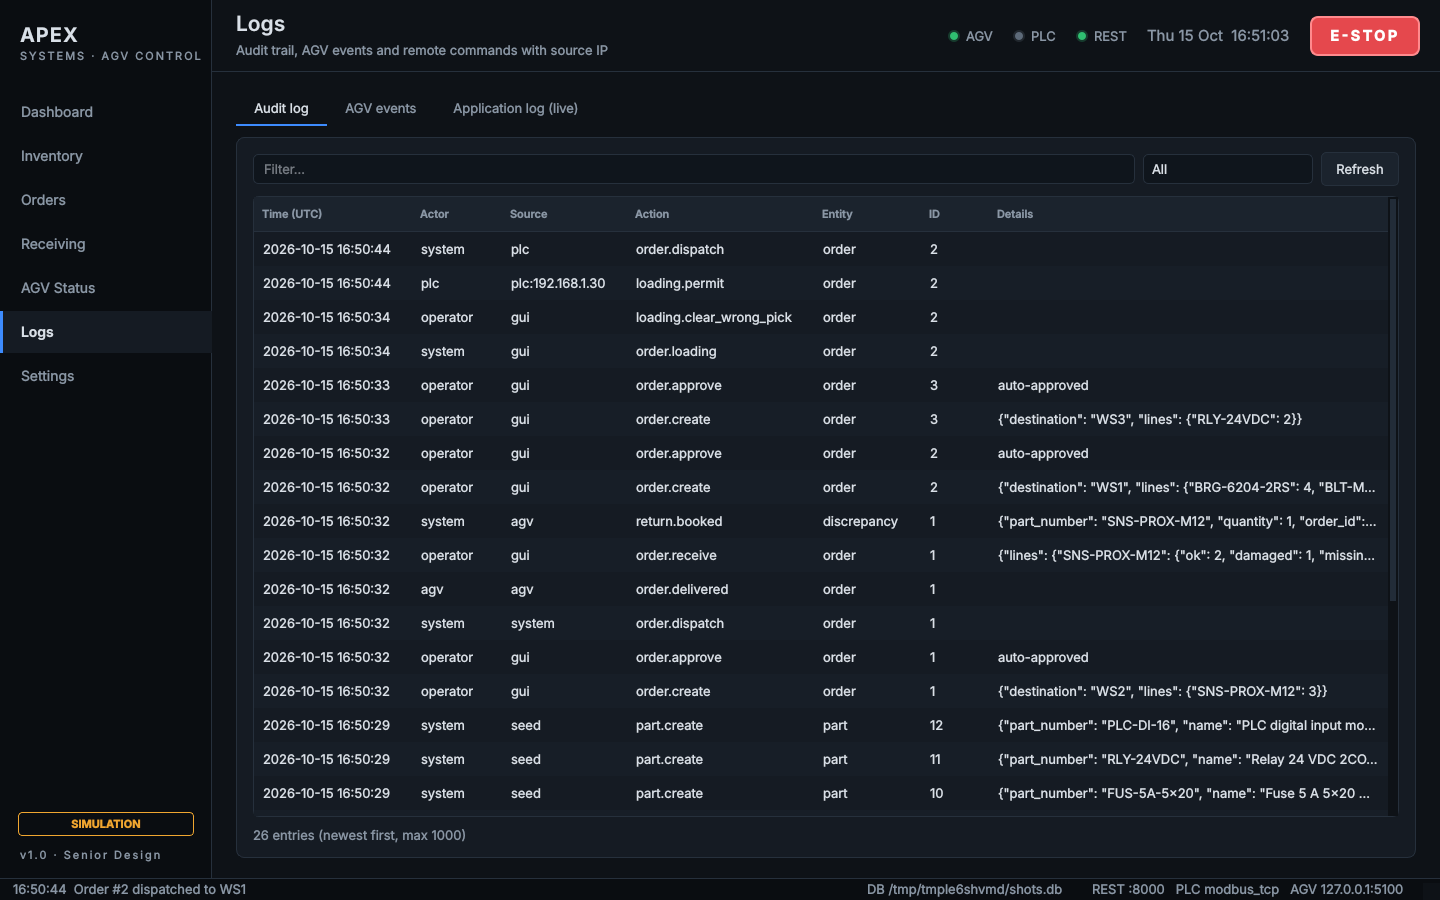 APEX
SYSTEMS · AGV CONTROL
Dashboard
Inventory
Orders
Receiving
AGV Status
Logs
Settings
SIMULATION
v1.0 · Senior Design
Logs
Audit trail, AGV events and remote commands with source IP
AGV PLC REST Thu 15 Oct 16:51:03 E-STOP
Audit log AGV events Application log (live)
Filter... All Refresh
Time (UTC) Actor Source Action Entity ID Details
2026-10-15 16:50:44 system plc order.dispatch order 2
2026-10-15 16:50:44 plc plc:192.168.1.30 loading.permit order 2
2026-10-15 16:50:34 operator gui loading.clear_wrong_pick order 2
2026-10-15 16:50:34 system gui order.loading order 2
2026-10-15 16:50:33 operator gui order.approve order 3 auto-approved
2026-10-15 16:50:33 operator gui order.create order 3 {"destination": "WS3", "lines": {"RLY-24VDC": 2}}
2026-10-15 16:50:32 operator gui order.approve order 2 auto-approved
2026-10-15 16:50:32 operator gui order.create order 2 {"destination": "WS1", "lines": {"BRG-6204-2RS": 4, "BLT-M...
2026-10-15 16:50:32 system agv return.booked discrepancy 1 {"part_number": "SNS-PROX-M12", "quantity": 1, "order_id":...
2026-10-15 16:50:32 operator gui order.receive order 1 {"lines": {"SNS-PROX-M12": {"ok": 2, "damaged": 1, "missin...
2026-10-15 16:50:32 agv agv order.delivered order 1
2026-10-15 16:50:32 system system order.dispatch order 1
2026-10-15 16:50:32 operator gui order.approve order 1 auto-approved
2026-10-15 16:50:32 operator gui order.create order 1 {"destination": "WS2", "lines": {"SNS-PROX-M12": 3}}
2026-10-15 16:50:29 system seed part.create part 12 {"part_number": "PLC-DI-16", "name": "PLC digital input mo...
2026-10-15 16:50:29 system seed part.create part 11 {"part_number": "RLY-24VDC", "name": "Relay 24 VDC 2CO...
2026-10-15 16:50:29 system seed part.create part 10 {"part_number": "FUS-5A-5×20", "name": "Fuse 5 A 5×20 ...
26 entries (newest first, max 1000)
16:50:44 Order #2 dispatched to WS1 DB /tmp/tmple6shvmd/shots.db REST :8000 PLC modbus_tcp AGV 127.0.0.1:5100